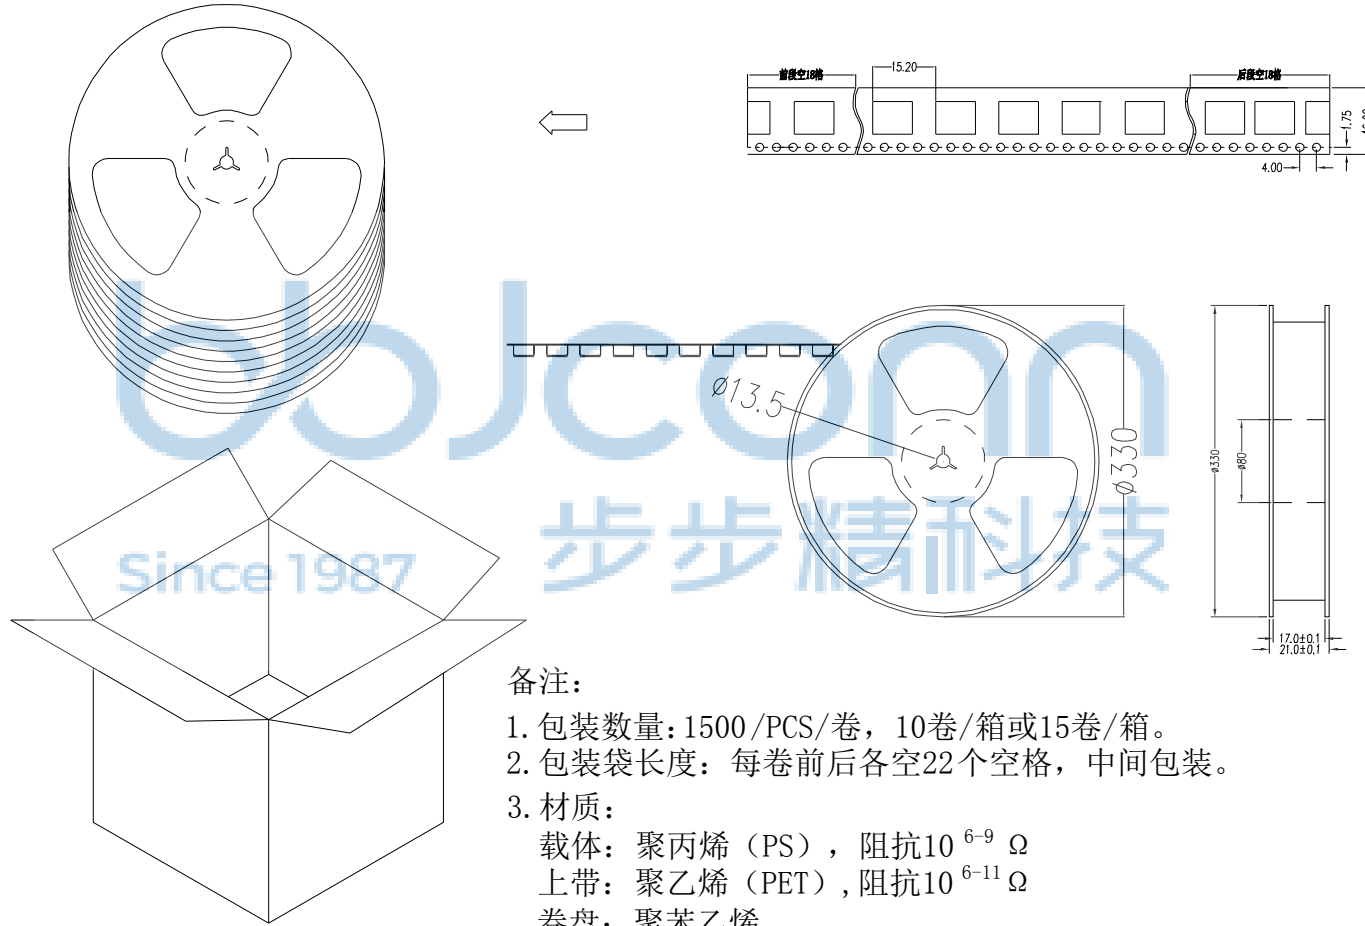 前段空18格
15.20
后段空18格
1.75
4.00
bbjconn
ø13.5
ø330
ø330
ø80
Since 1987
步步精科技
17.0±0.1
21.0±0.1
备注：
1.包装数量:1500/PCS/卷，10卷/箱或15卷/箱。
2.包装袋长度：每卷前后各空22个空格，中间包装。
3.材质：
载体：聚丙烯（PS），阻抗10 6-9 Ω
上带：聚乙烯（PET）,阻抗10 6-11 Ω
卷盘：聚苯乙烯